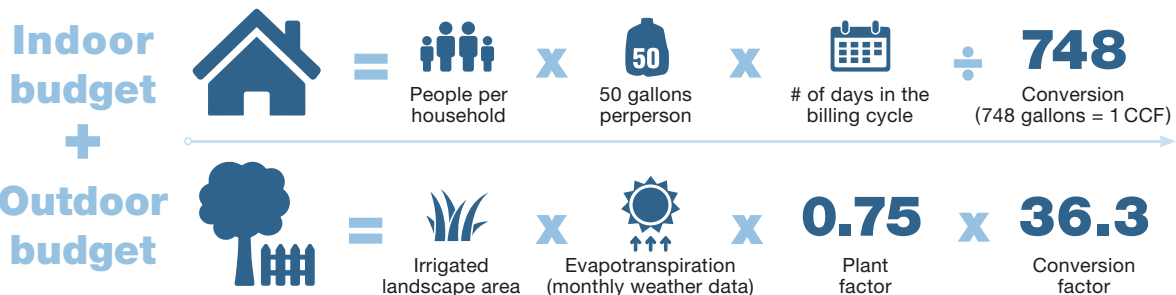 Indoor
budget
+
Outdoor
budget
=
People per
household
x
50
50 gallons
perperson
x
# of days in the
billing cycle
÷
748
Conversion
(748 gallons = 1 CCF)
=
Irrigated
landscape area
x
Evapotranspiration
(monthly weather data)
x
0.75
Plant
factor
x
36.3
Conversion
factor